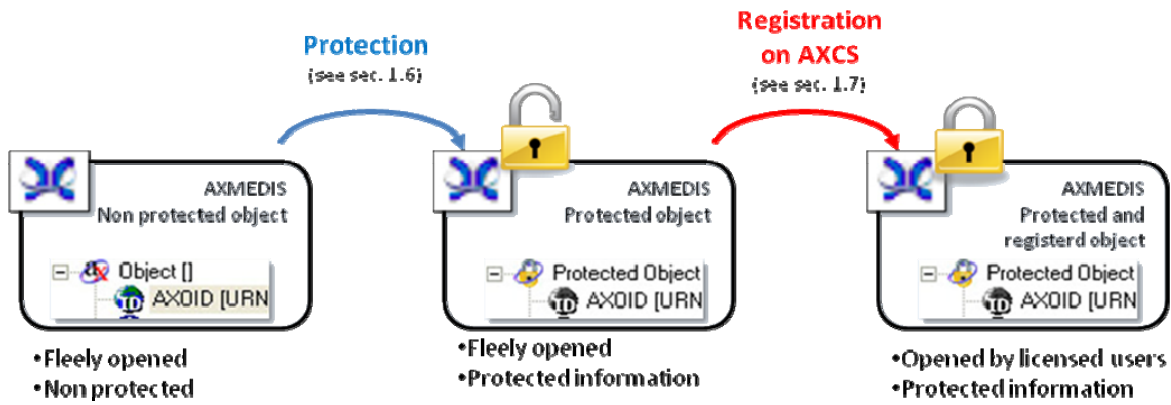 Protection
(see sec. 1.6)
Registration
on AXCS
(see sec. 1.7)
AXMEDIS
Non protected object
Object []
AXOID [URN
•Fleely opened
•Non protected
AXMEDIS
Protected object
Protected Object
AXOID [URN
•Fleely opened
•Protected information
AXMEDIS
Protected and
registerd object
Protected Object
AXOID [URN
•Opened by licensed users
•Protected information